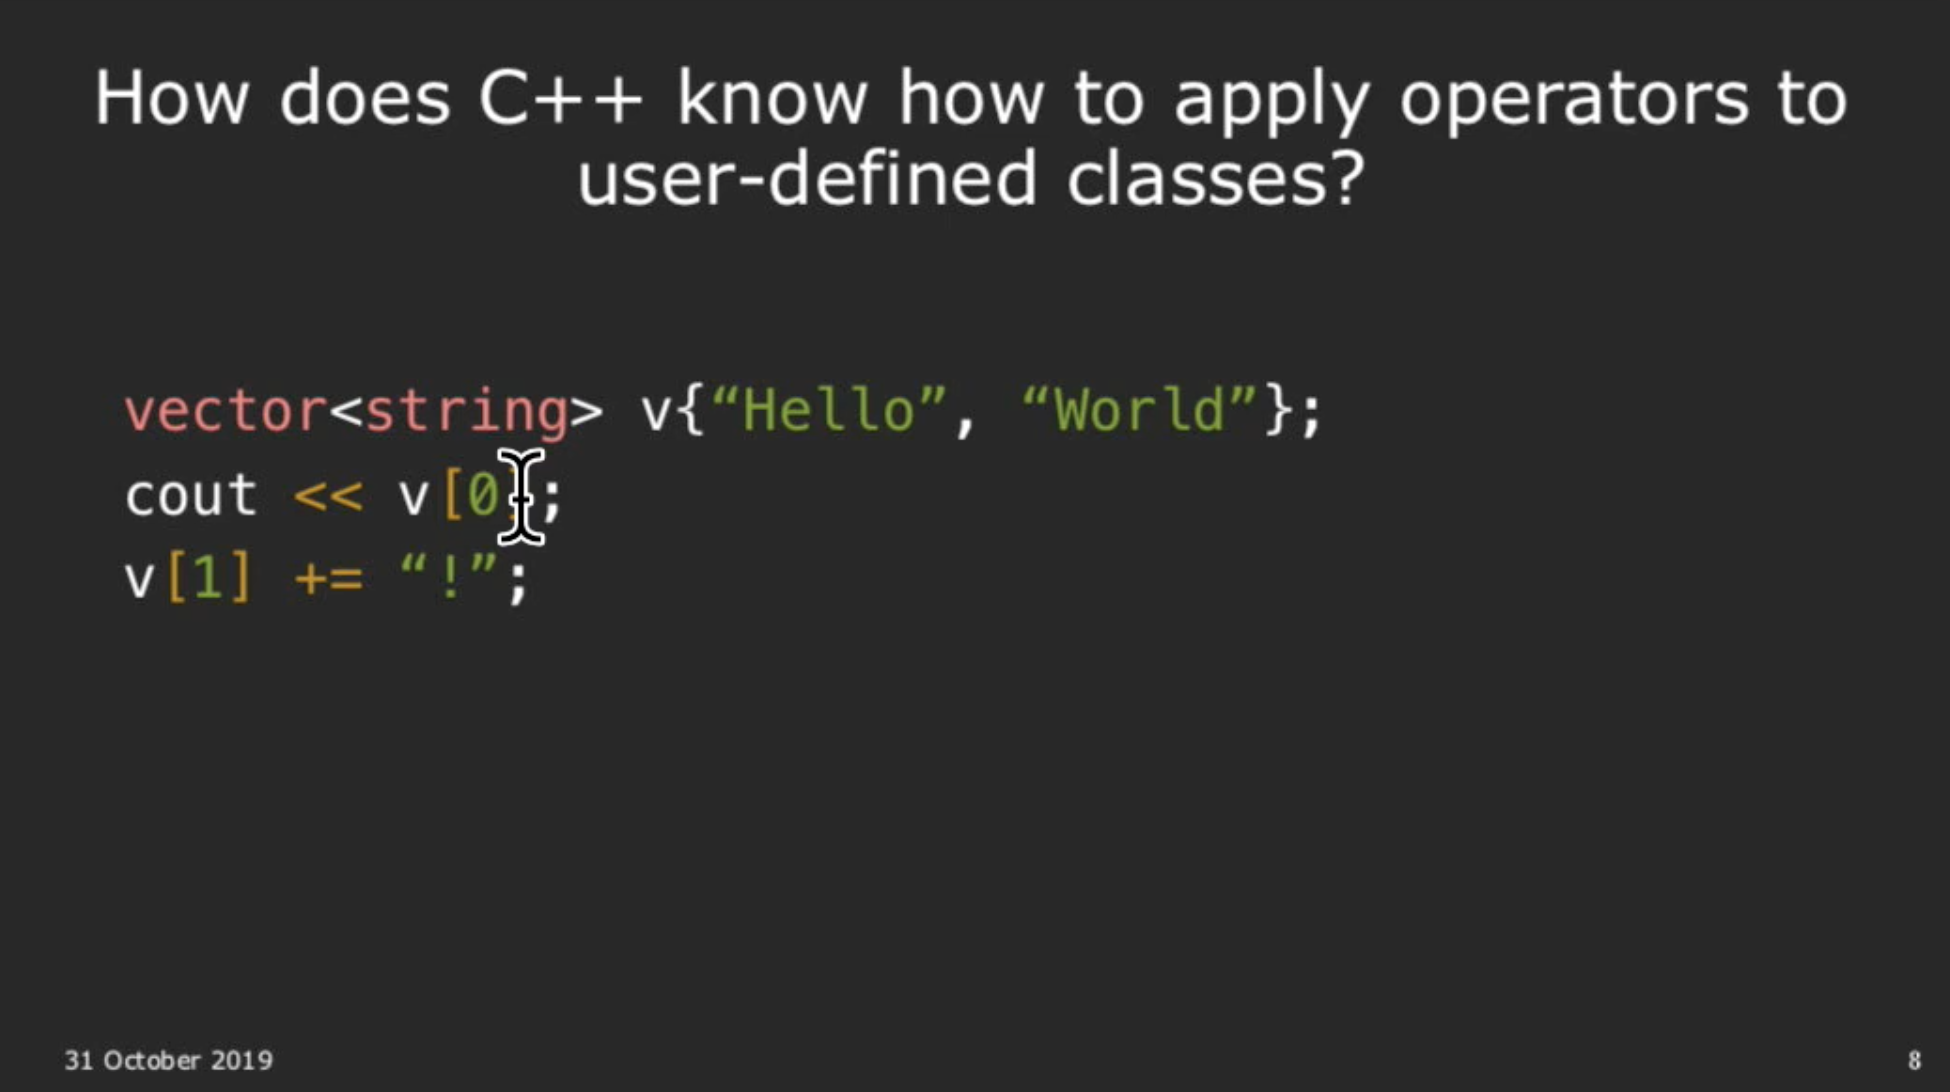 How does C++ know how to apply operators to
user-defined classes?
vector<string> v{“Hello”, “World”};
cout << v[0];
v[1] += “!”;
31 October 2019
8